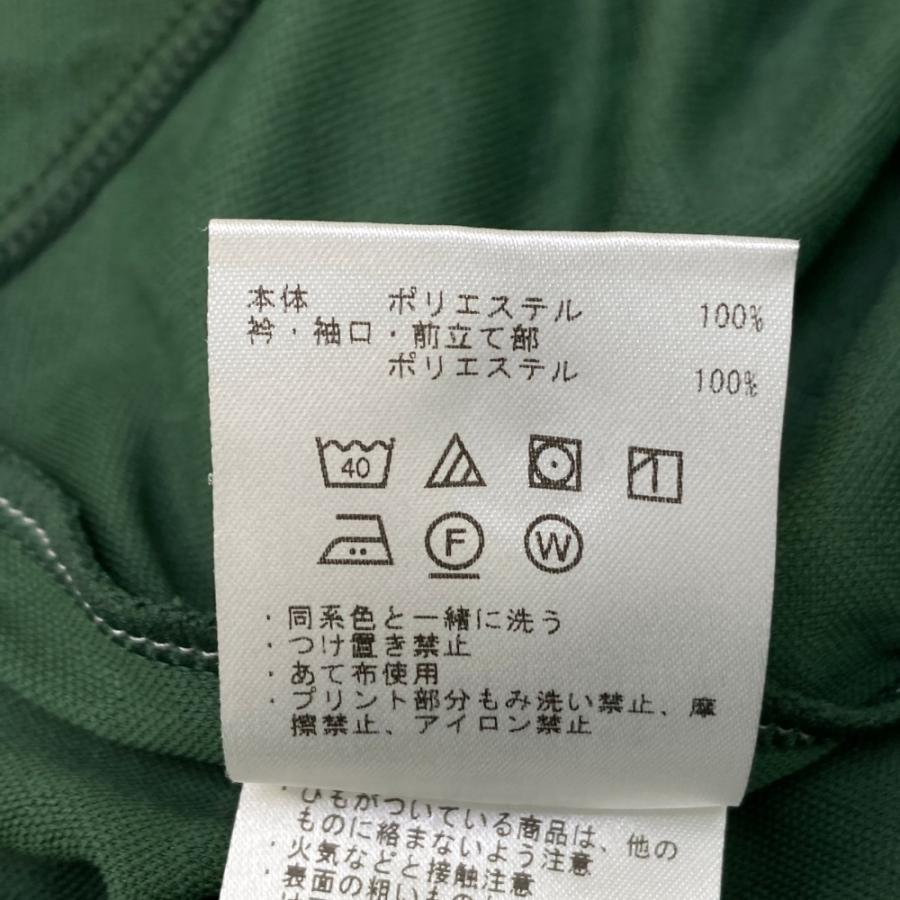 本体 ポリエステル 100%
衿・袖口・前立て部
ポリエステル 100%
40
F W
・同系色と一緒に洗う
・つけ置き禁止
・あて布使用
・プリント部分もみ洗い禁止、摩
擦禁止、アイロン禁止
・ひもがついている商品は、他の
ものに絡まないよう注意
・火気などと接触注意
・表面の粗いもの